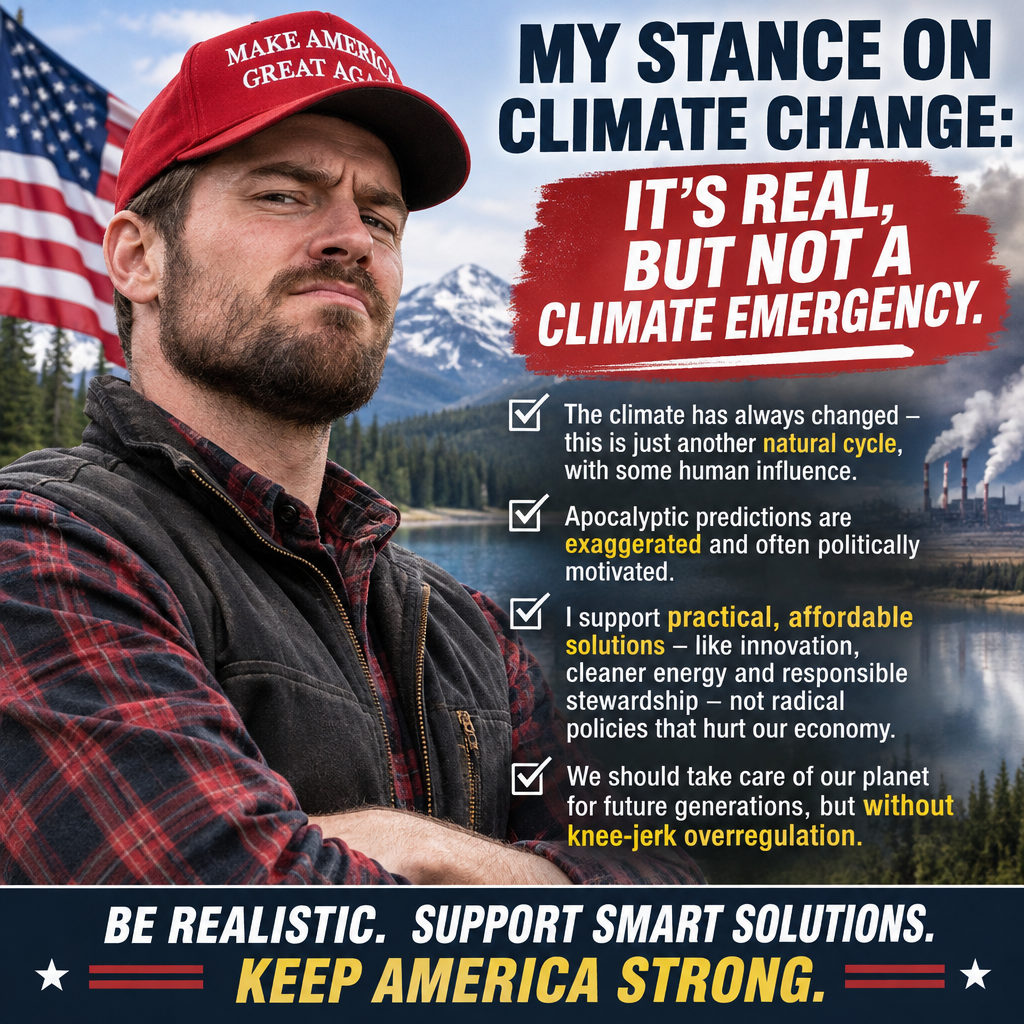 MAKE AMERICA
GREAT AGA
MY STANCE ON
CLIMATE CHANGE:
IT'S REAL,
BUT NOT A
CLIMATE EMERGENCY.
The climate has always changed –
this is just another natural cycle,
with some human influence.
Apocalyptic predictions are
exaggerated and often politically
motivated.
I support practical, affordable
solutions – like innovation,
cleaner energy and responsible
stewardship – not radical
policies that hurt our economy.
We should take care of our planet
for future generations, but without
knee-jerk overregulation.
BE REALISTIC. SUPPORT SMART SOLUTIONS.
KEEP AMERICA STRONG.